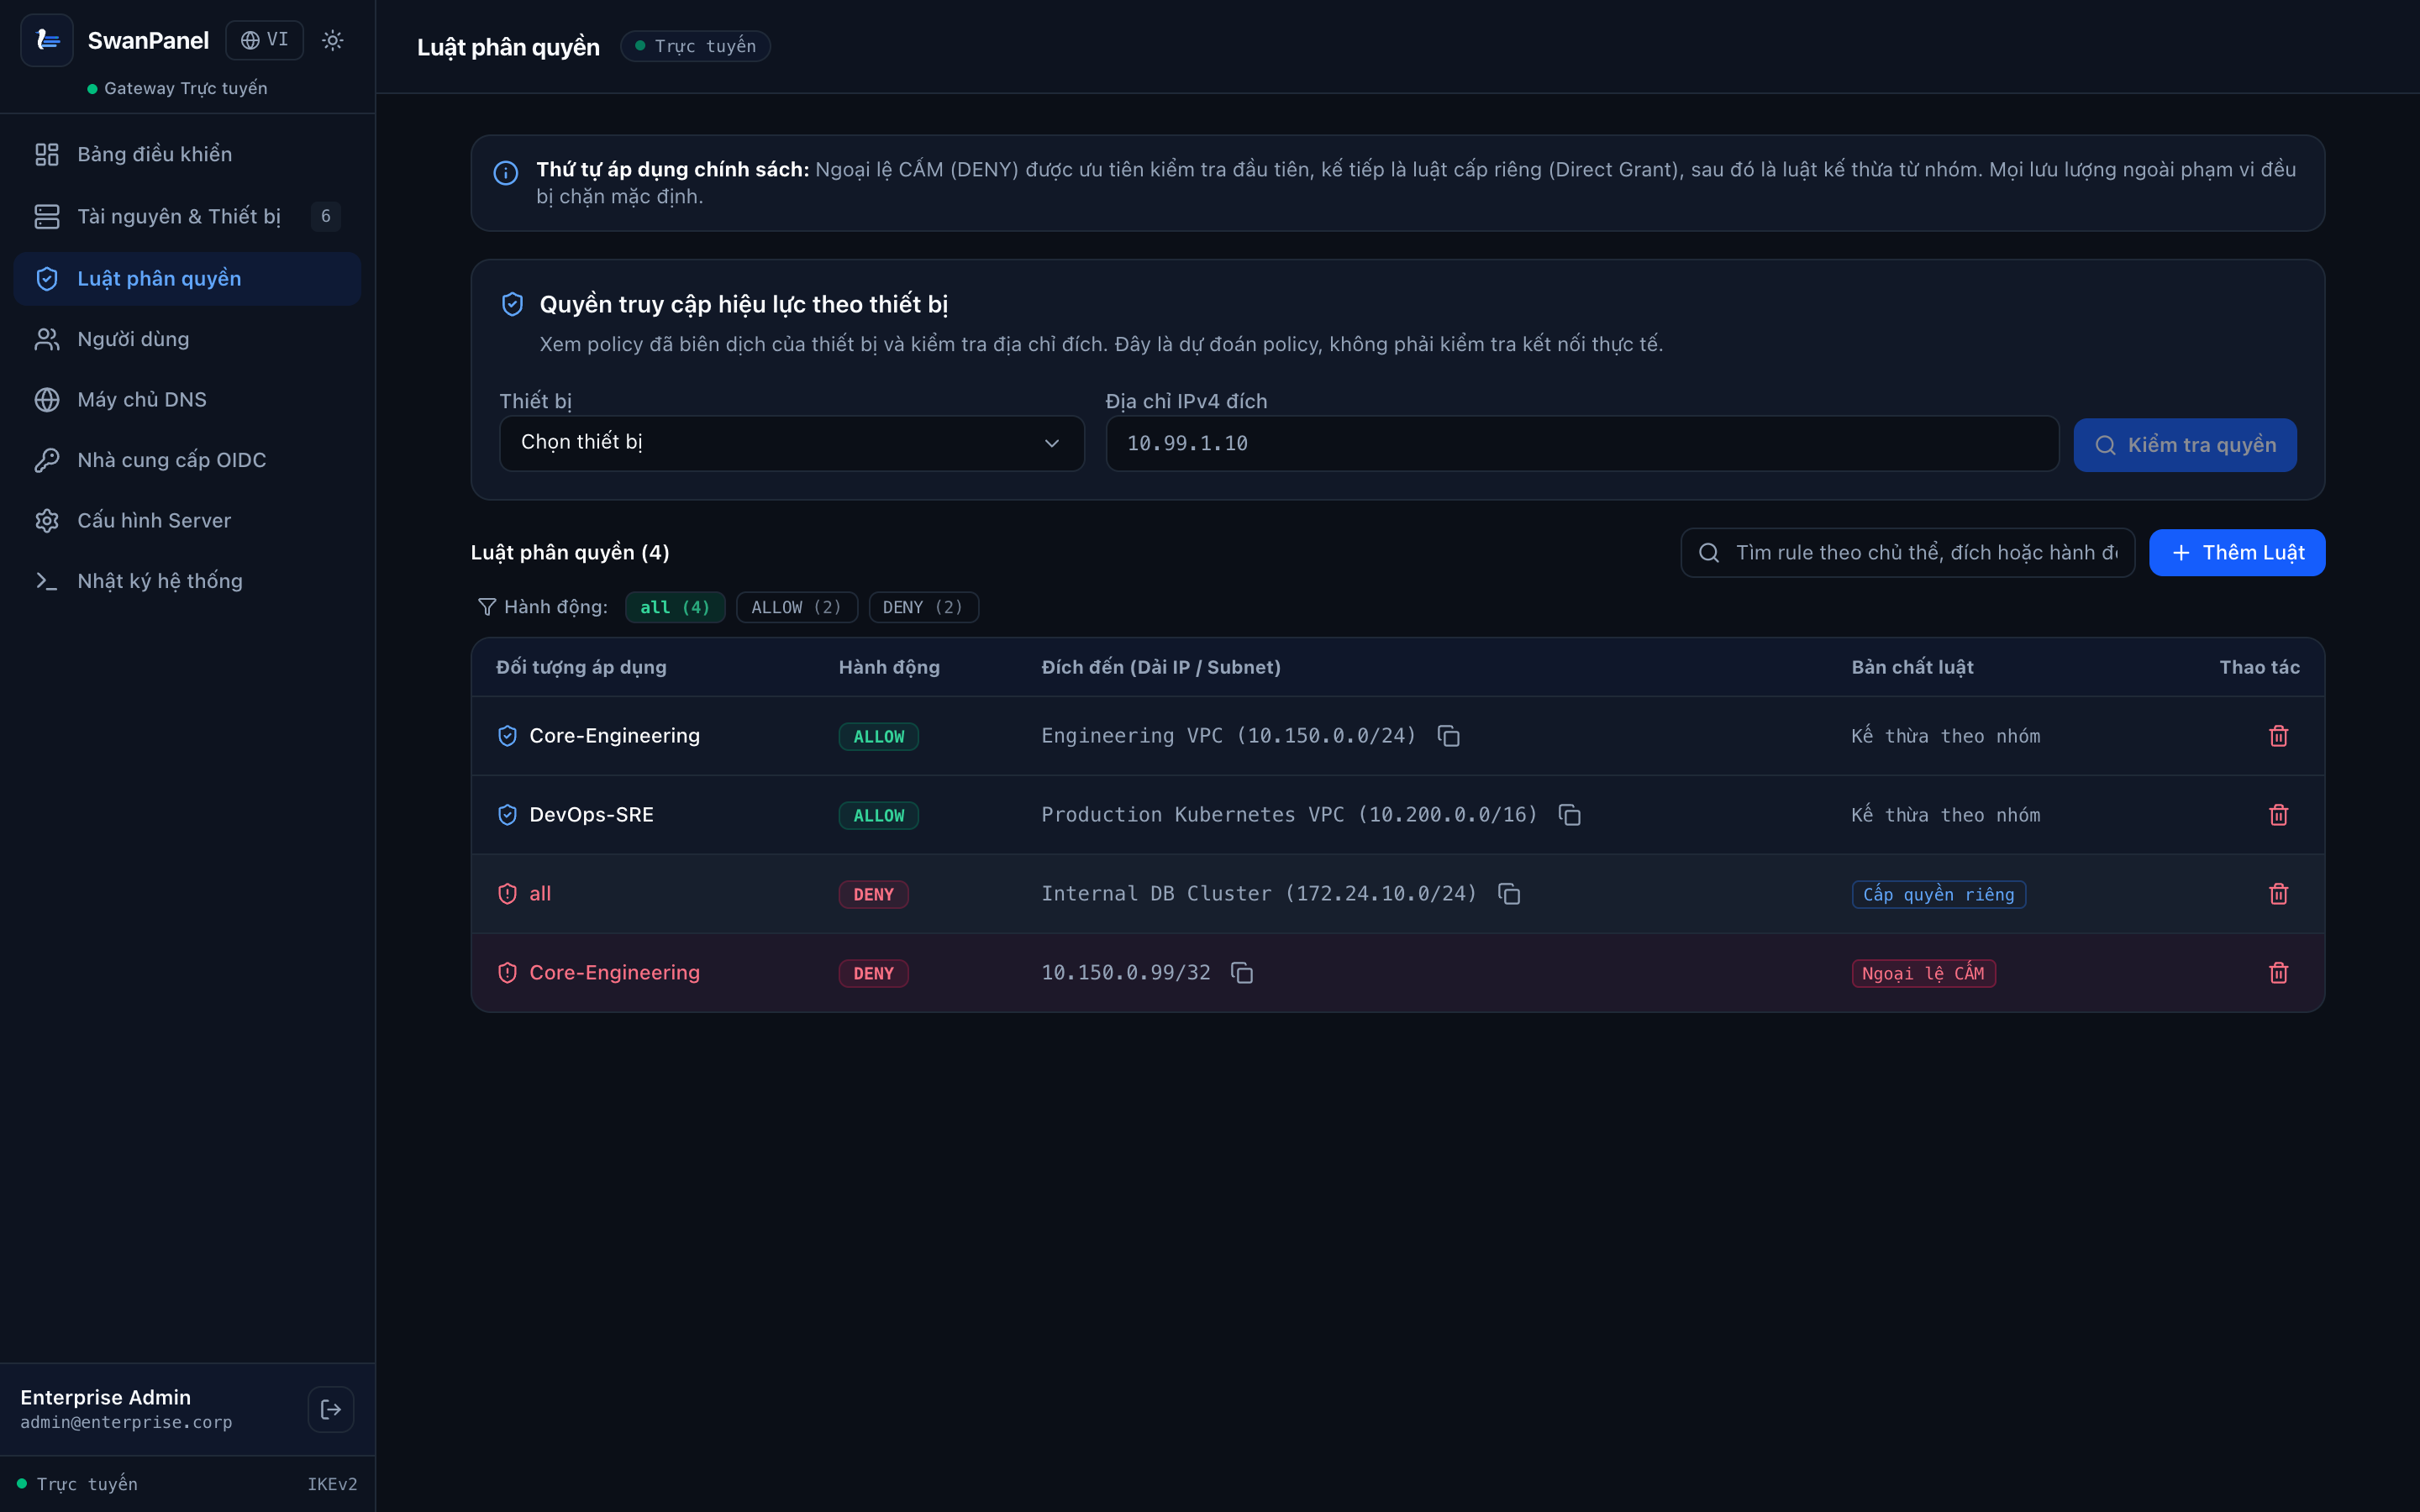 SwanPanel
VI
Gateway Trực tuyến
Bảng điều khiển
Tài nguyên & Thiết bị 6
Luật phân quyền
Người dùng
Máy chủ DNS
Nhà cung cấp OIDC
Cấu hình Server
Nhật ký hệ thống
Enterprise Admin
admin@enterprise.corp
Trực tuyến IKEv2
Luật phân quyền Trực tuyến
Thứ tự áp dụng chính sách: Ngoại lệ CẤM (DENY) được ưu tiên kiểm tra đầu tiên, kế tiếp là luật cấp riêng (Direct Grant), sau đó là luật kế thừa từ nhóm. Mọi lưu lượng ngoài phạm vi đều
bị chặn mặc định.
Quyền truy cập hiệu lực theo thiết bị
Xem policy đã biên dịch của thiết bị và kiểm tra địa chỉ đích. Đây là dự đoán policy, không phải kiểm tra kết nối thực tế.
Thiết bị Địa chỉ IPv4 đích
Chọn thiết bị 10.99.1.10 Kiểm tra quyền
Luật phân quyền (4) Tìm rule theo chủ thể, đích hoặc hành Thêm Luật
Hành động: all (4) ALLOW (2) DENY (2)
Đối tượng áp dụng Hành động Đích đến (Dải IP / Subnet) Bản chất luật Thao tác
Core-Engineering ALLOW Engineering VPC (10.150.0.0/24) Kế thừa theo nhóm
DevOps-SRE ALLOW Production Kubernetes VPC (10.200.0.0/16) Kế thừa theo nhóm
all DENY Internal DB Cluster (172.24.10.0/24) Cấp quyền riêng
Core-Engineering DENY 10.150.0.99/32 Ngoại lệ CẤM